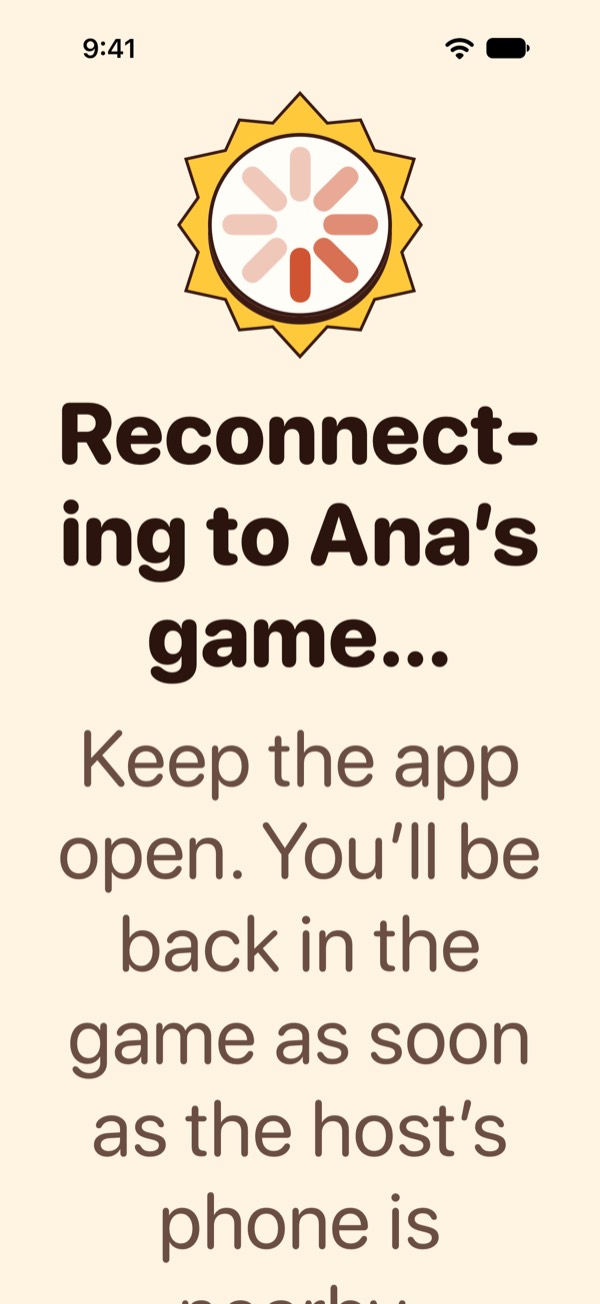 9:41
Reconnect-
ing to Ana’s
game...
Keep the app
open. You’ll be
back in the
game as soon
as the host’s
phone is